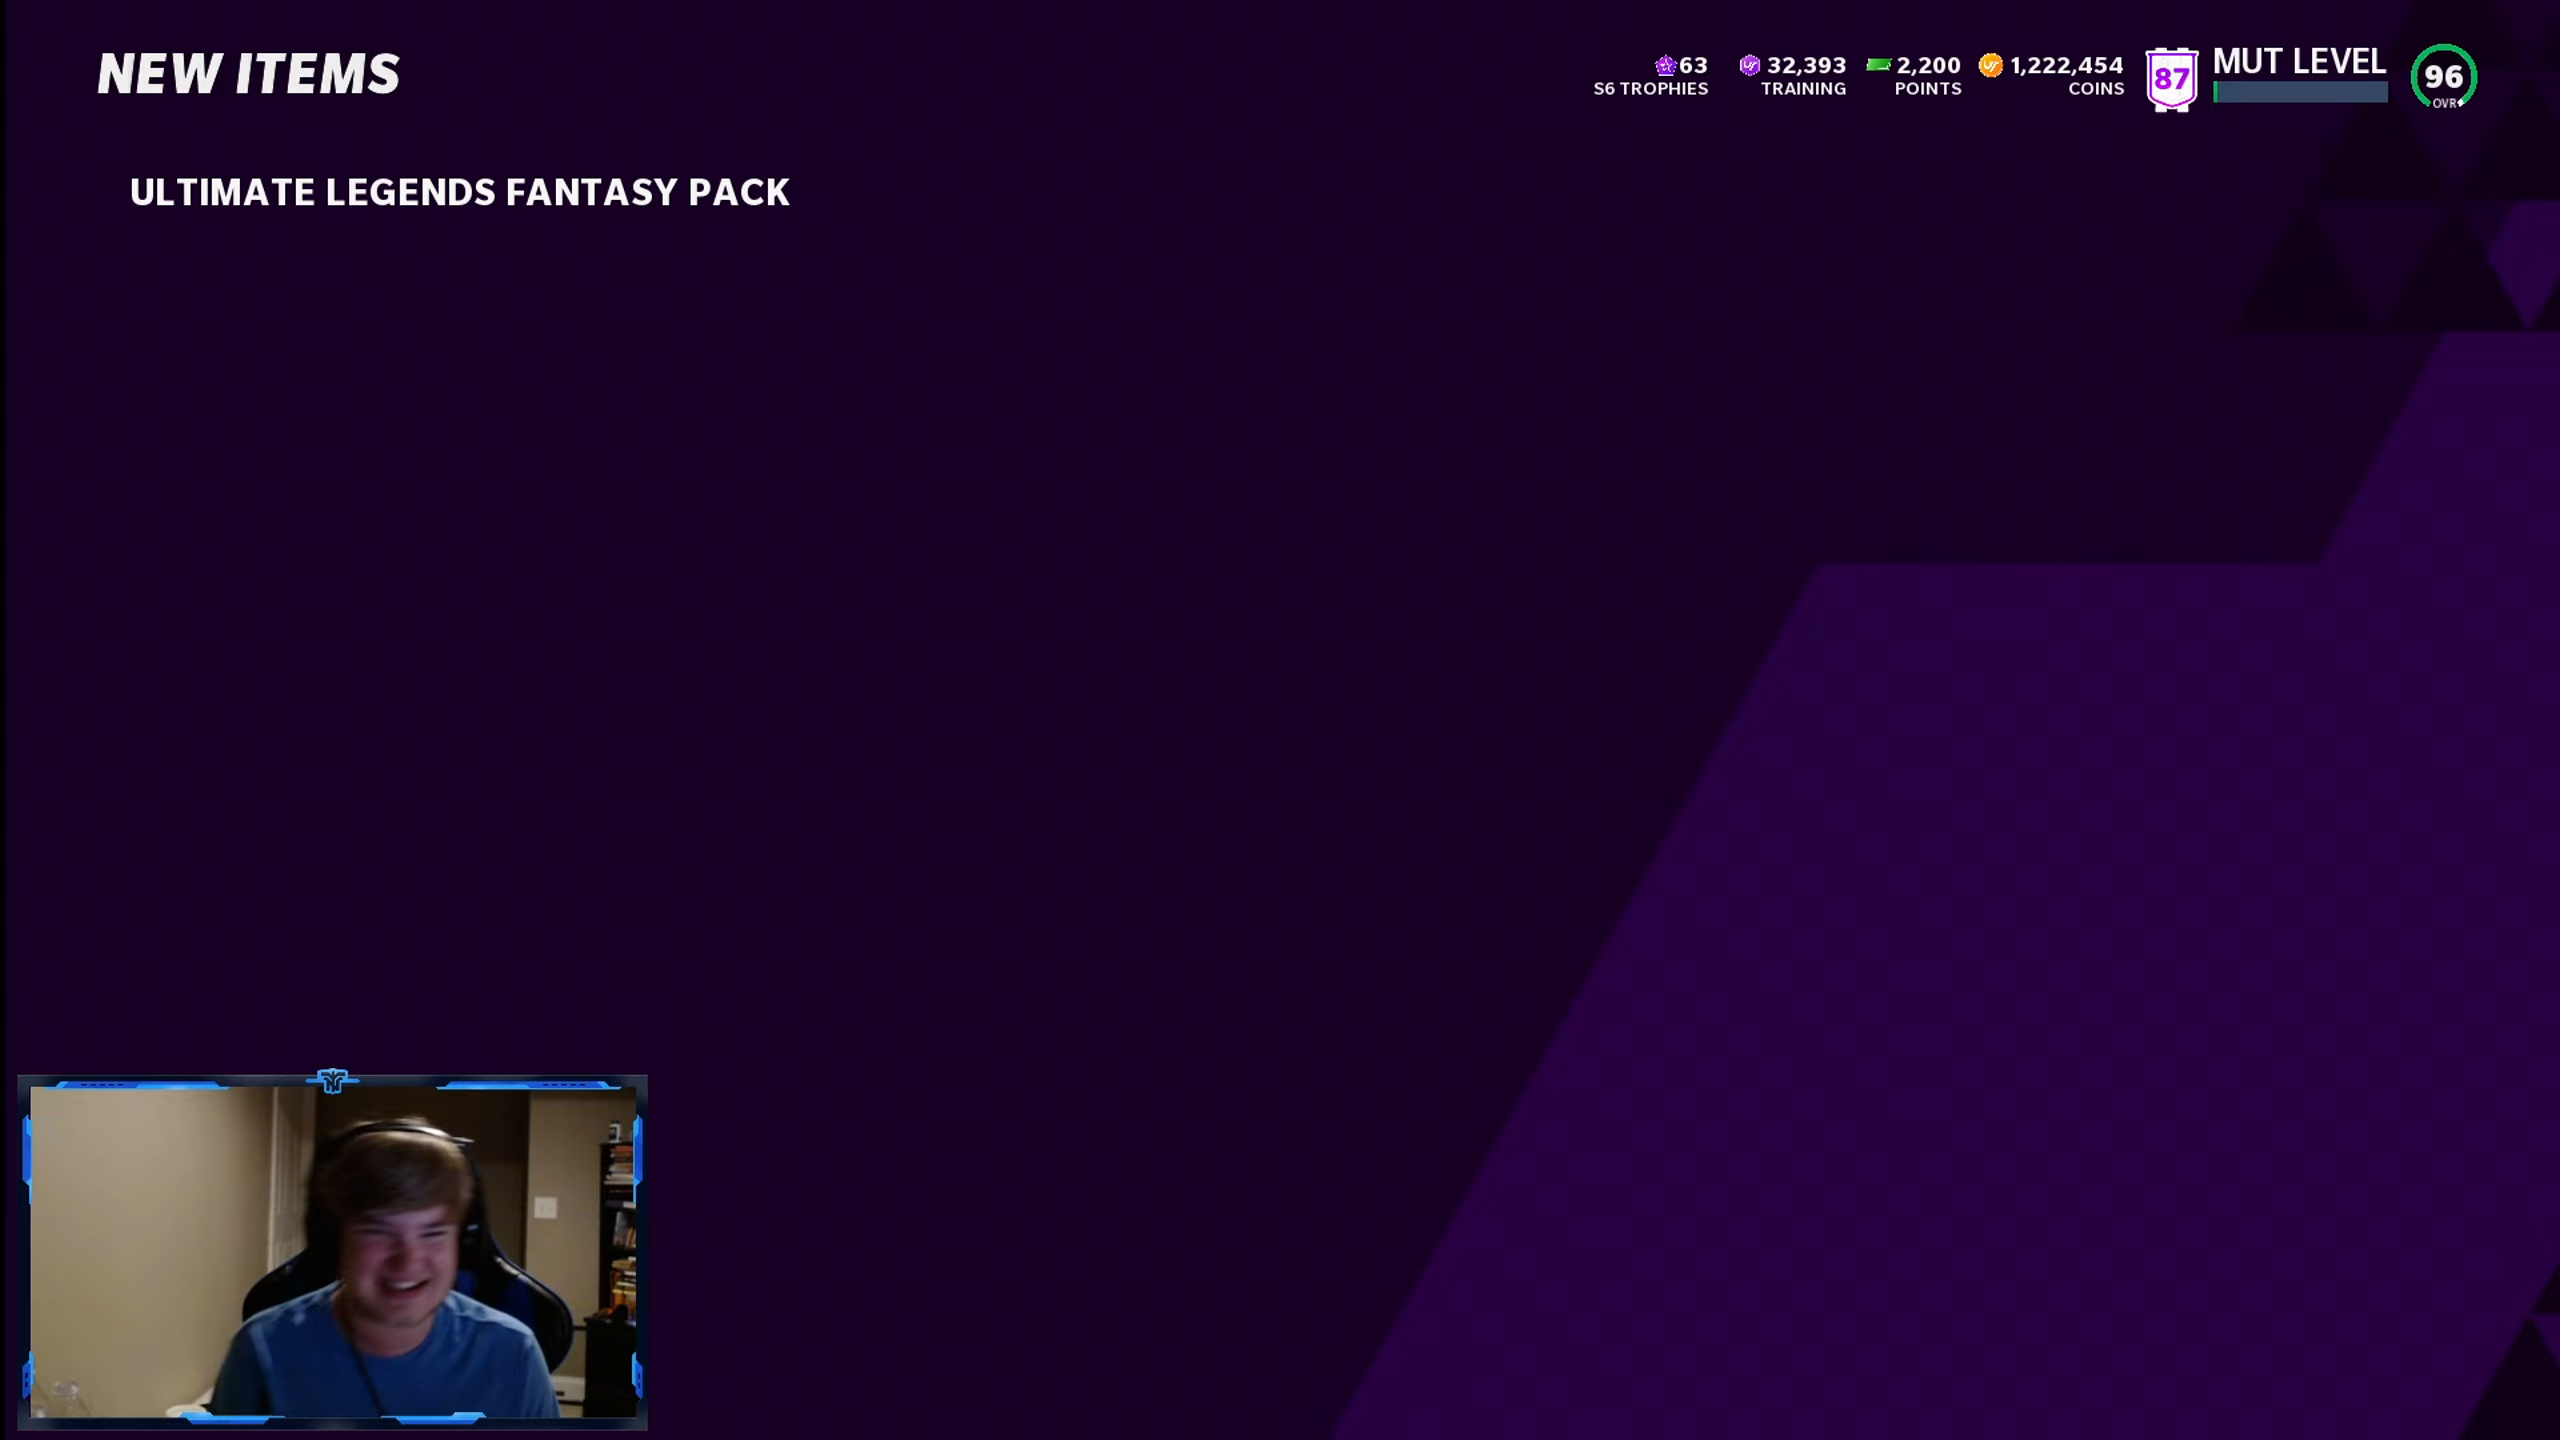 NEW ITEMS
63
S6 TROPHIES
32,393
TRAINING
2,200
POINTS
1,222,454
COINS
87
MUT LEVEL
96
OVR
ULTIMATE LEGENDS FANTASY PACK